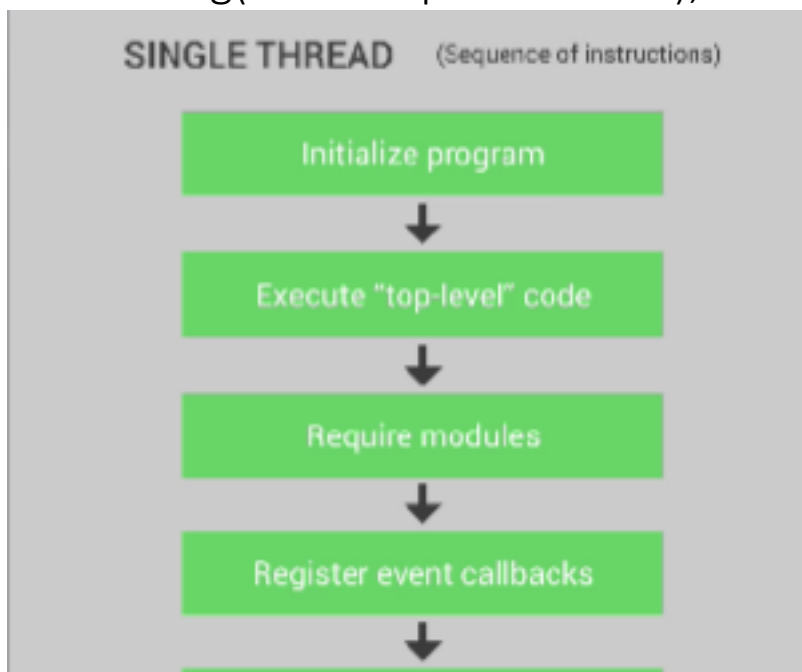 SINGLE THREAD (Sequence of instructions)
Initialize program
Execute "top-level" code
Require modules
Register event callbacks